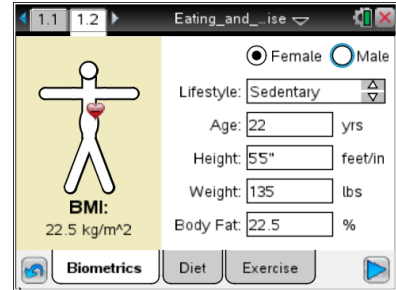 1.1 1.2 Eating_and_...ise
Female Male
Lifestyle: Sedentary
Age: 22 yrs
Height: 5'5" feet/in
Weight: 135 lbs
Body Fat: 22.5 %
BMI:
22.5 kg/m^2
Biometrics Diet Exercise